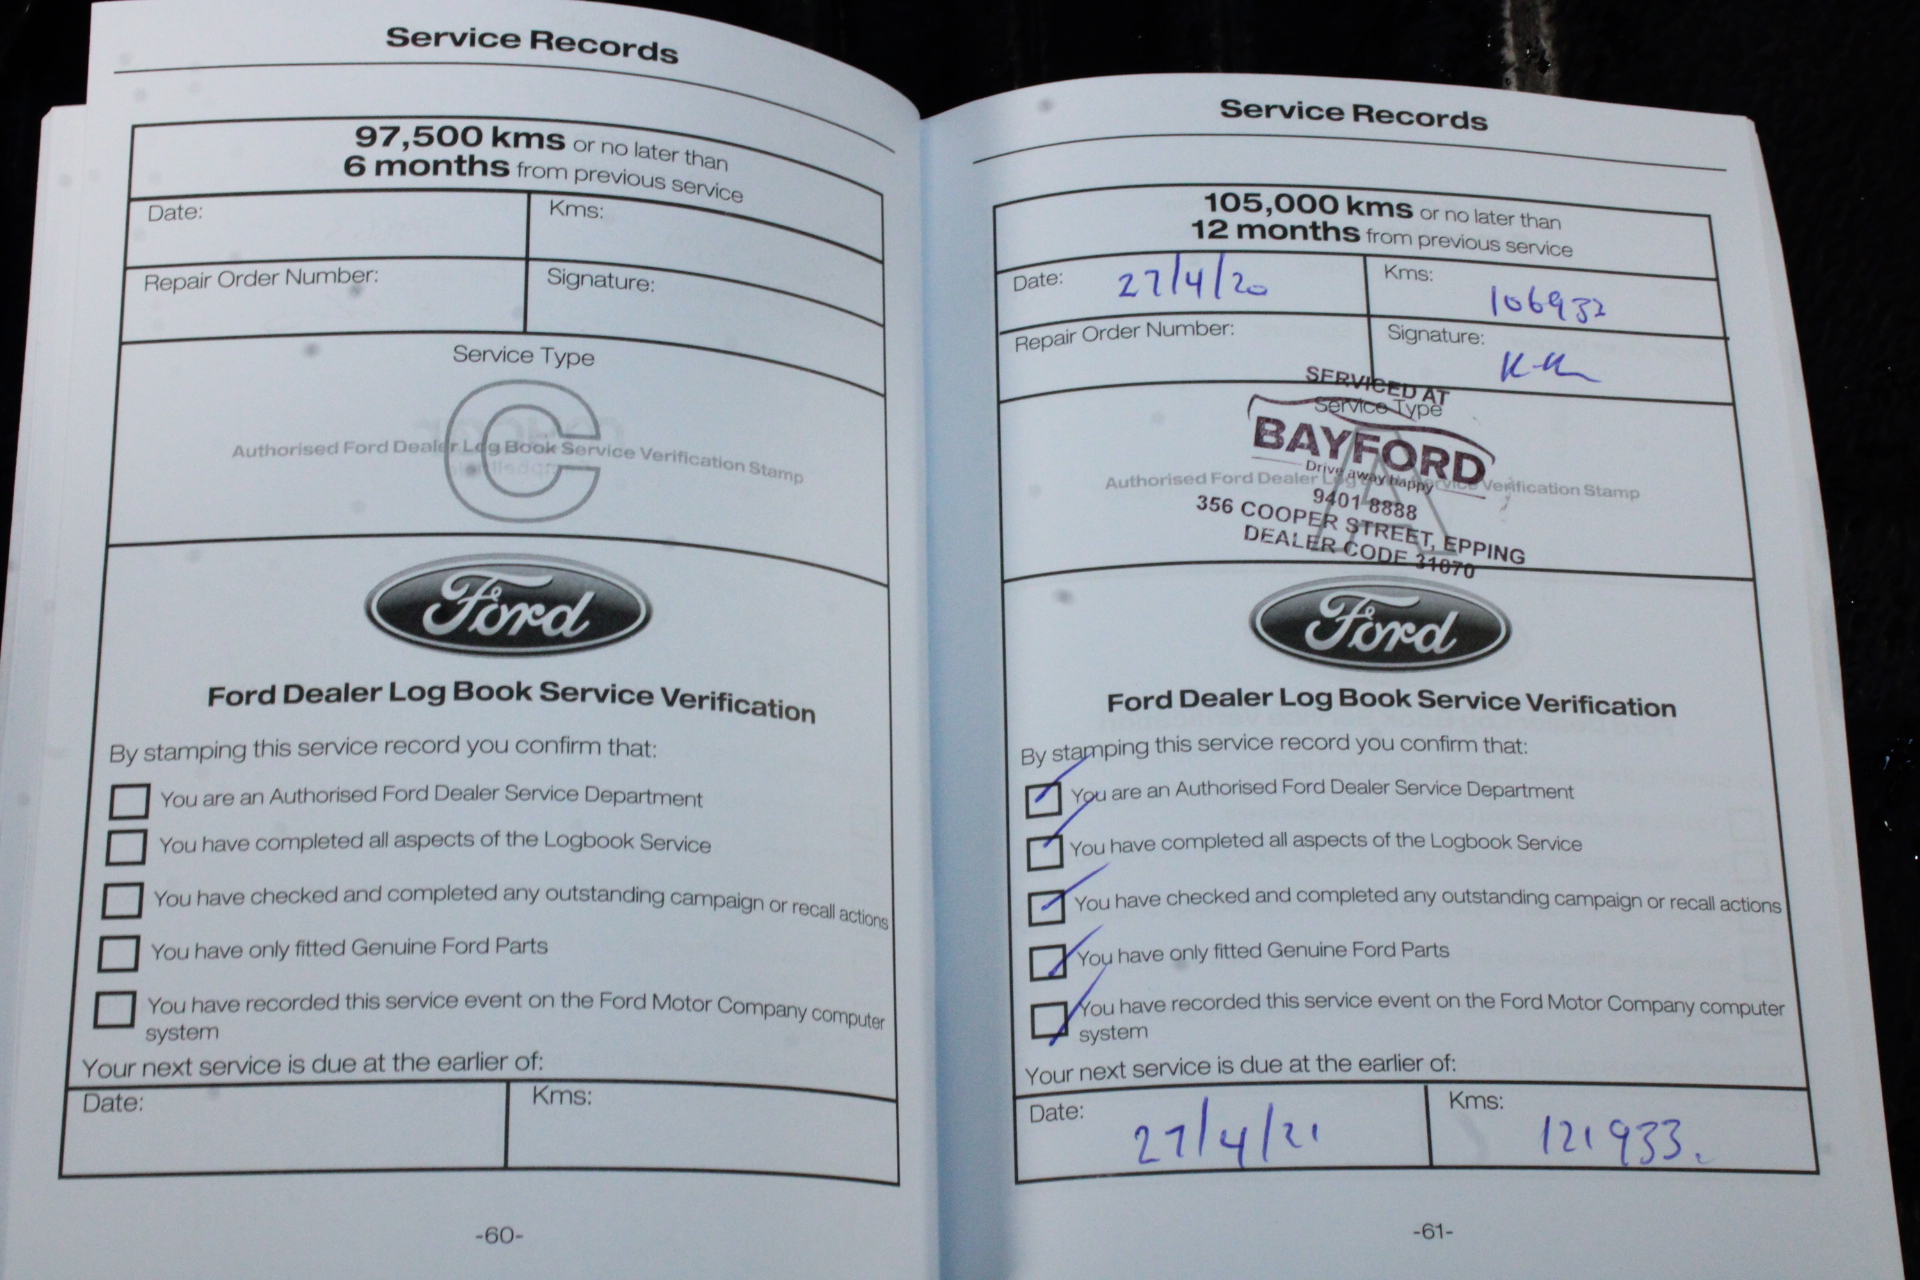 Service Records
97,500 kms or no later than
6 months from previous service
Date:
Kms:
Repair Order Number:
Signature:
Service Type
C
Authorised Ford Dealer Log Book Service Verification Stamp
Ford
Ford Dealer Log Book Service Verification
By stamping this service record you confirm that:
You are an Authorised Ford Dealer Service Department
You have completed all aspects of the Logbook Service
You have checked and completed any outstanding campaign or recall actions
You have only fitted Genuine Ford Parts
You have recorded this service event on the Ford Motor Company computer
system
Your next service is due at the earlier of:
Date:
Kms:
-60-
Service Records
105,000 kms or no later than
12 months from previous service
Date: 27/4/20
Kms: 106932
Repair Order Number:
Signature:
SERVICED AT
Service Type
BAYFORD
Drive away happy
A
Authorised Ford Dealer Log Service Verification Stamp
9401 8888
356 COOPER STREET, EPPING
DEALER CODE 31070
Ford
Ford Dealer Log Book Service Verification
By stamping this service record you confirm that:
You are an Authorised Ford Dealer Service Department
You have completed all aspects of the Logbook Service
You have checked and completed any outstanding campaign or recall actions
You have only fitted Genuine Ford Parts
You have recorded this service event on the Ford Motor Company computer
system
Your next service is due at the earlier of:
Date: 27/4/21
Kms: 121933.
-61-